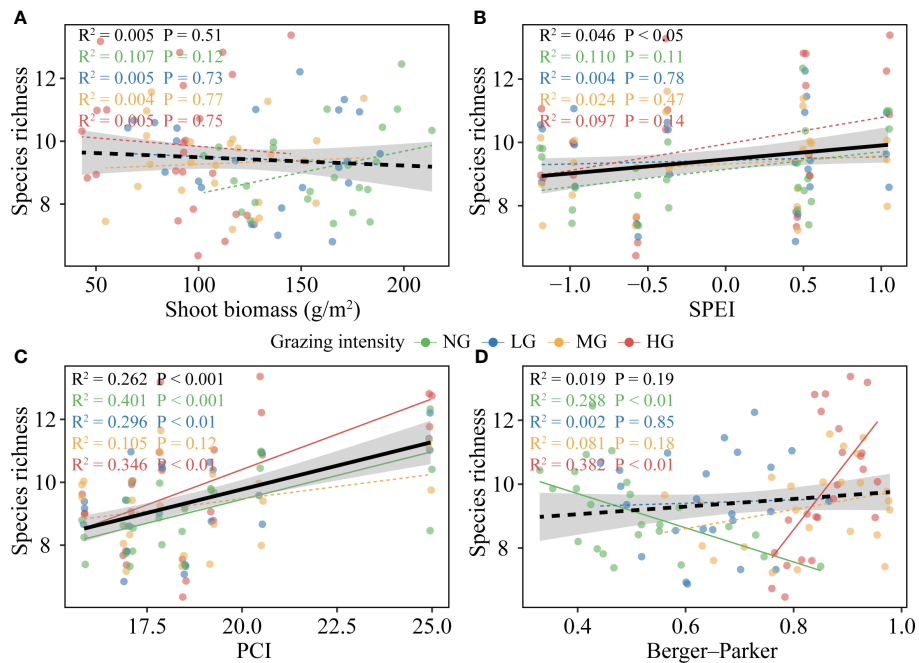 A
R² = 0.005 P = 0.51
R² = 0.107 P = 0.12
R² = 0.005 P = 0.73
R² = 0.004 P = 0.77
R² = 0.005 P = 0.75
Species richness
12
10
8
50 100 150 200
Shoot biomass (g/m²)
B
R² = 0.046 P < 0.05
R² = 0.110 P = 0.11
R² = 0.004 P = 0.78
R² = 0.024 P = 0.47
R² = 0.097 P = 0.14
Species richness
12
10
8
−1.0 −0.5 0.0 0.5 1.0
SPEI
Grazing intensity NG LG MG HG
C
R² = 0.262 P < 0.001
R² = 0.401 P < 0.001
R² = 0.296 P < 0.01
R² = 0.105 P = 0.12
R² = 0.346 P < 0.01
Species richness
12
10
8
17.5 20.0 22.5 25.0
PCI
D
R² = 0.019 P = 0.19
R² = 0.288 P < 0.01
R² = 0.002 P = 0.85
R² = 0.081 P = 0.18
R² = 0.382 P < 0.01
Species richness
12
10
8
0.4 0.6 0.8 1.0
Berger–Parker